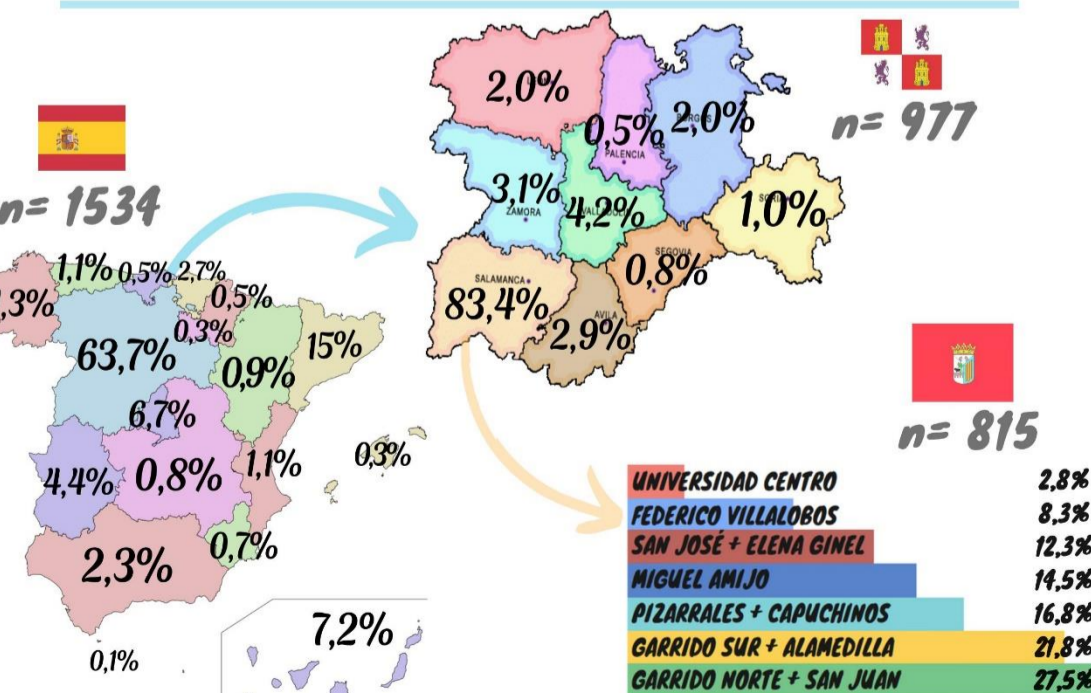 n= 1534
1,1%
0,5%
2,7%
,3%
0,5%
0,3%
63,7%
0,9%
15%
6,7%
4,4%
0,8%
1,1%
0,3%
2,3%
0,7%
0,1%
7,2%
2,0%
0,5%
PALENCIA
2,0%
n= 977
3,1%
ZAMORA
4,2%
1,0%
SEGOVIA
0,8%
SALAMANCA
83,4%
AVILA
2,9%
n= 815
UNIVERSIDAD CENTRO 2,8%
FEDERICO VILLALOBOS 8,3%
SAN JOSÉ + ELENA GINEL 12,3%
MIGUEL AMIJO 14,5%
PIZARRALES + CAPUCHINOS 16,8%
GARRIDO SUR + ALAMEDILLA 21,8%
GARRIDO NORTE + SAN JUAN 27,5%